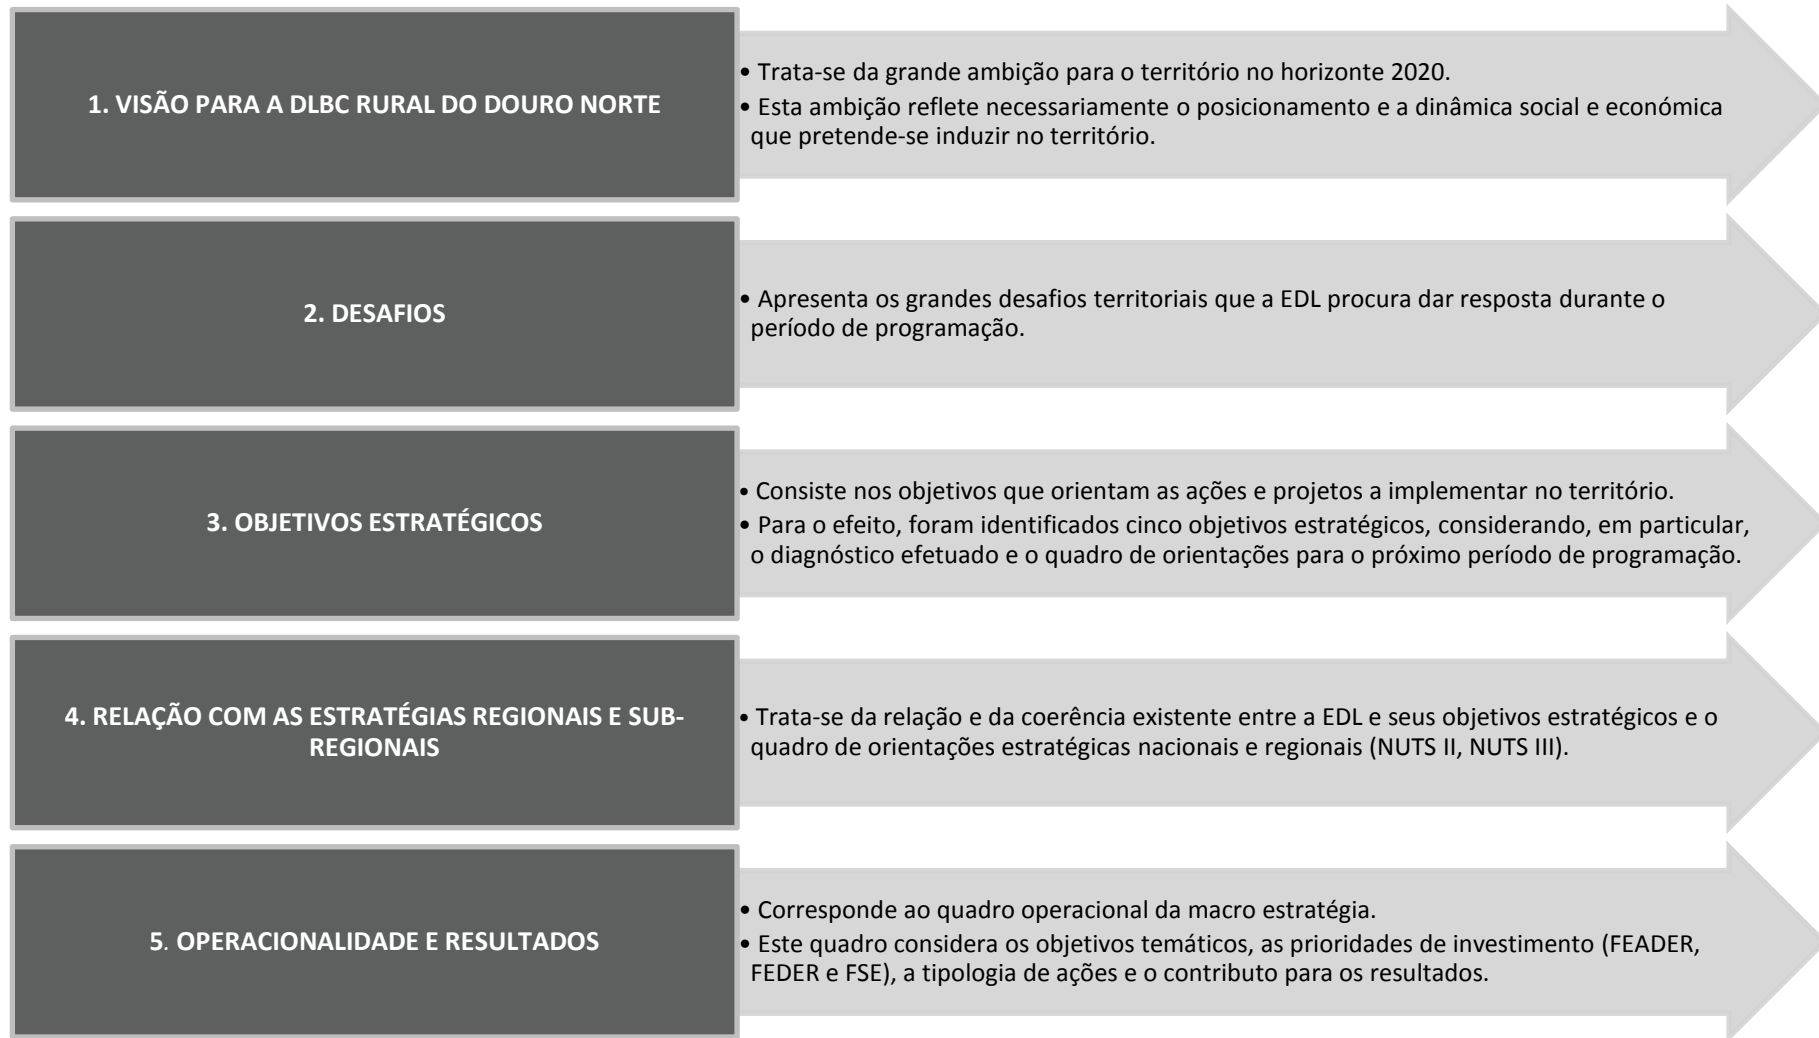 1. VISÃO PARA A DLBC RURAL DO DOURO NORTE
• Trata-se da grande ambição para o território no horizonte 2020.
• Esta ambição reflete necessariamente o posicionamento e a dinâmica social e económica
que pretende-se induzir no território.
2. DESAFIOS
• Apresenta os grandes desafios territoriais que a EDL procura dar resposta durante o
período de programação.
3. OBJETIVOS ESTRATÉGICOS
• Consiste nos objetivos que orientam as ações e projetos a implementar no território.
• Para o efeito, foram identificados cinco objetivos estratégicos, considerando, em particular,
o diagnóstico efetuado e o quadro de orientações para o próximo período de programação.
4. RELAÇÃO COM AS ESTRATÉGIAS REGIONAIS E SUB-
REGIONAIS
• Trata-se da relação e da coerência existente entre a EDL e seus objetivos estratégicos e o
quadro de orientações estratégicas nacionais e regionais (NUTS II, NUTS III).
5. OPERACIONALIDADE E RESULTADOS
• Corresponde ao quadro operacional da macro estratégia.
• Este quadro considera os objetivos temáticos, as prioridades de investimento (FEADER,
FEDER e FSE), a tipologia de ações e o contributo para os resultados.